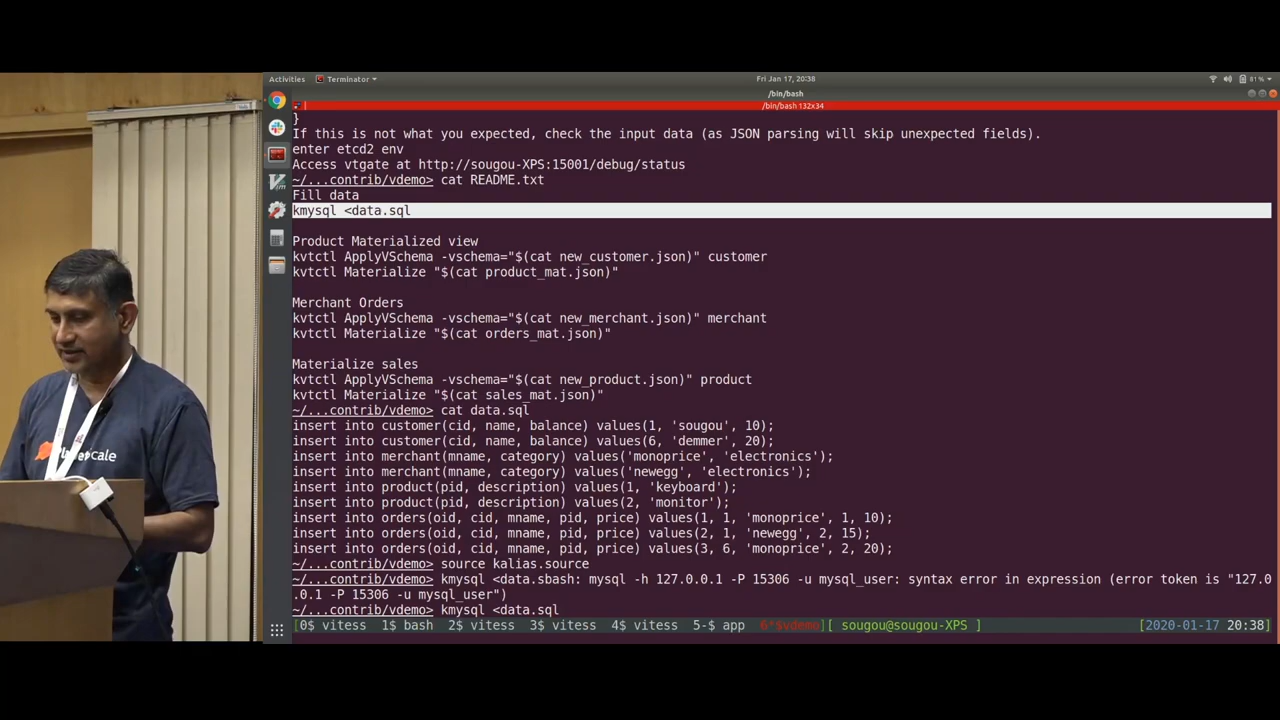 Activities Terminator
Fri Jan 17, 20:38
81 %
/bin/bash
/bin/bash 132x34
}
If this is not what you expected, check the input data (as JSON parsing will skip unexpected fields).
enter etcd2 env
Access vtgate at http://sougou-XPS:15001/debug/status
~/...contrib/vdemo> cat README.txt
Fill data
kmysql <data.sql
Product Materialized view
kvtctl ApplyVSchema -vschema="$(cat new_customer.json)" customer
kvtctl Materialize "$(cat product_mat.json)"
Merchant Orders
kvtctl ApplyVSchema -vschema="$(cat new_merchant.json)" merchant
kvtctl Materialize "$(cat orders_mat.json)"
Materialize sales
kvtctl ApplyVSchema -vschema="$(cat new_product.json)" product
kvtctl Materialize "$(cat sales_mat.json)"
~/...contrib/vdemo> cat data.sql
insert into customer(cid, name, balance) values(1, 'sougou', 10);
insert into customer(cid, name, balance) values(6, 'demmer', 20);
insert into merchant(mname, category) values('monoprice', 'electronics');
insert into merchant(mname, category) values('newegg', 'electronics');
insert into product(pid, description) values(1, 'keyboard');
insert into product(pid, description) values(2, 'monitor');
insert into orders(oid, cid, mname, pid, price) values(1, 1, 'monoprice', 1, 10);
insert into orders(oid, cid, mname, pid, price) values(2, 1, 'newegg', 2, 15);
insert into orders(oid, cid, mname, pid, price) values(3, 6, 'monoprice', 2, 20);
~/...contrib/vdemo> source kalias.source
~/...contrib/vdemo> kmysql <data.sbash: mysql -h 127.0.0.1 -P 15306 -u mysql_user: syntax error in expression (error token is "127.0
.0.1 -P 15306 -u mysql_user")
~/...contrib/vdemo> kmysql <data.sql
[0$ vitess 1$ bash 2$ vitess 3$ vitess 4$ vitess 5-$ app 6*$vdemo][ sougou@sougou-XPS ] [2020-01-17 20:38]